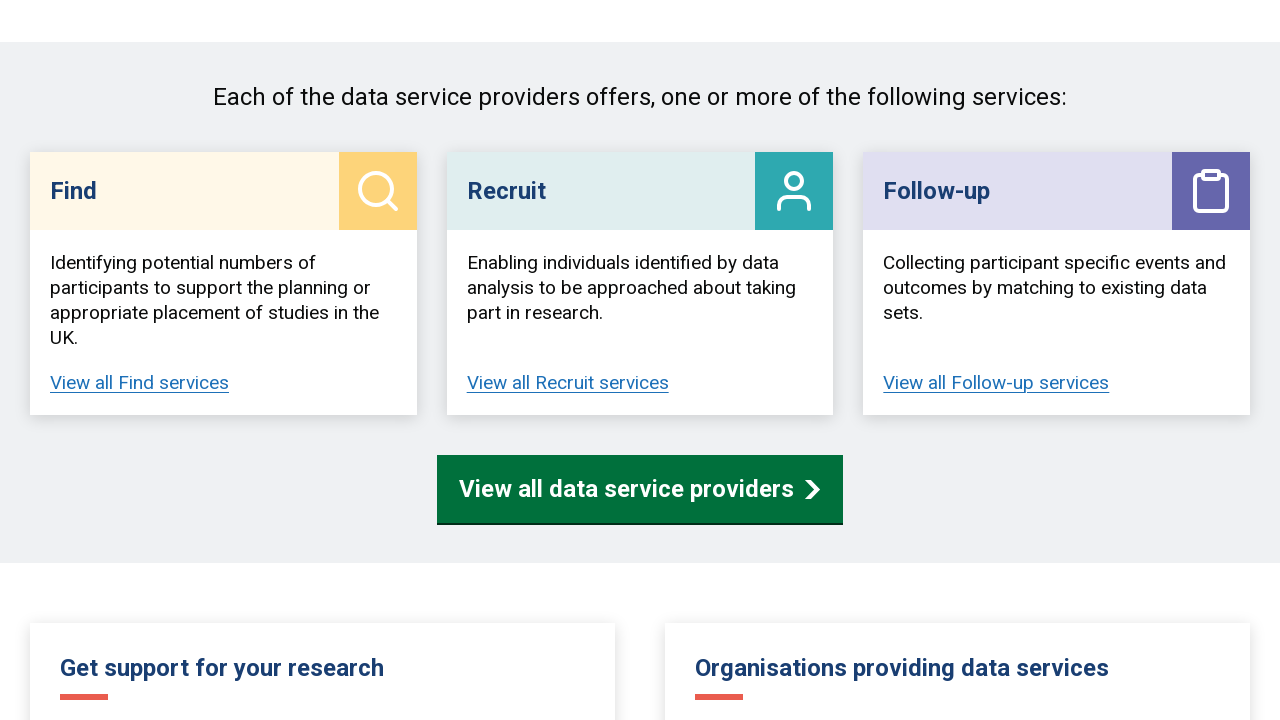 Each of the data service providers offers, one or more of the following services:
Find
Identifying potential numbers of
participants to support the planning or
appropriate placement of studies in the
UK.
View all Find services
Recruit
Enabling individuals identified by data
analysis to be approached about taking
part in research.
View all Recruit services
Follow-up
Collecting participant specific events and
outcomes by matching to existing data
sets.
View all Follow-up services
View all data service providers
Get support for your research
Organisations providing data services